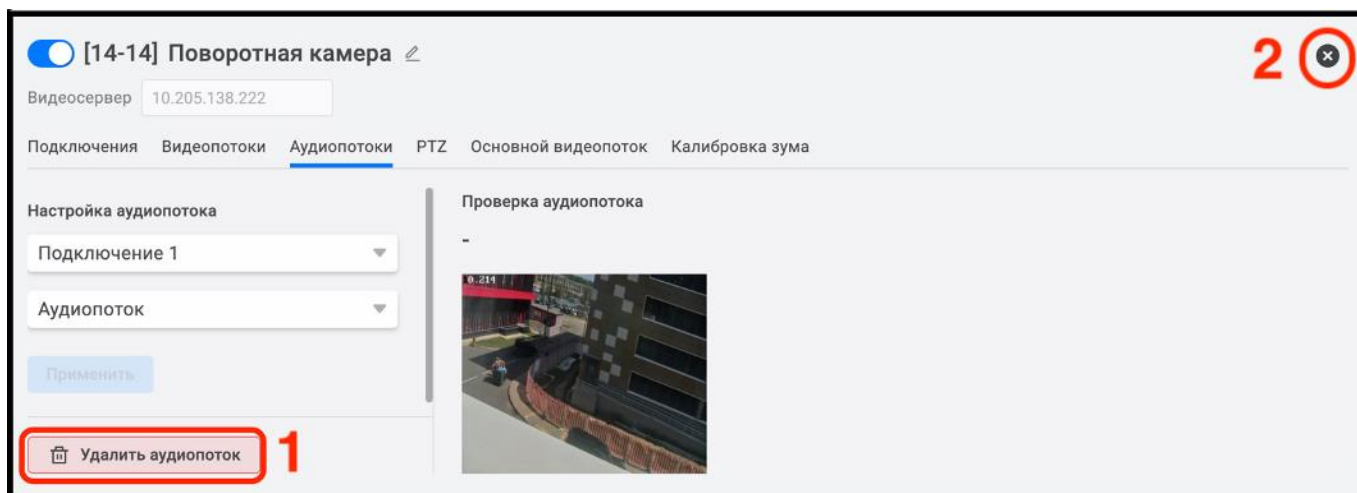 [14-14] Поворотная камера
2
Видеосервер 10.205.138.222
Подключения Видеопотоки Аудиопотоки PTZ Основной видеопоток Калибровка зума
Настройка аудиопотока
Подключение 1
Аудиопоток
Применить
Удалить аудиопоток
1
Проверка аудиопотока
-
0.214